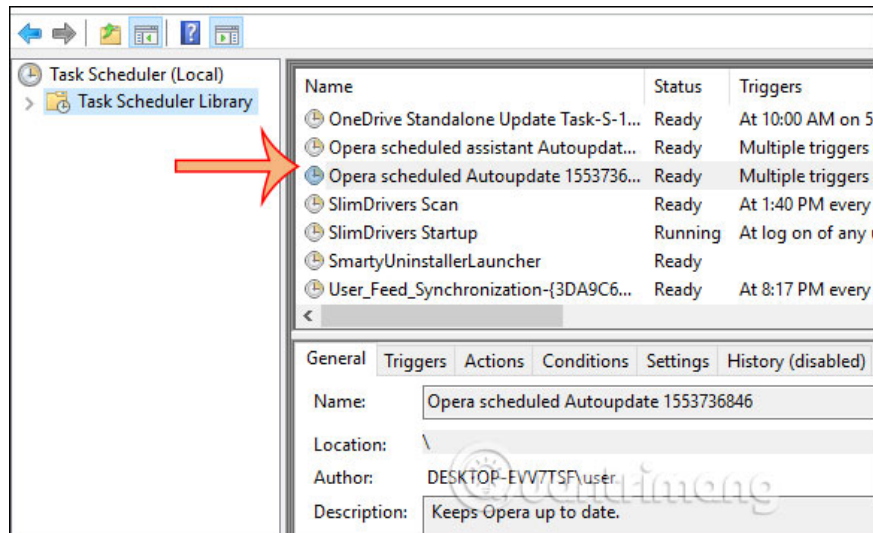 Task Scheduler (Local)
Task Scheduler Library
Name Status Triggers
OneDrive Standalone Update Task-S-1... Ready At 10:00 AM on 5
Opera scheduled assistant Autoupdat... Ready Multiple triggers
Opera scheduled Autoupdate 1553736... Ready Multiple triggers
SlimDrivers Scan Ready At 1:40 PM every
SlimDrivers Startup Running At log on of any
SmartyUninstallerLauncher Ready
User_Feed_Synchronization-{3DA9C6... Ready At 8:17 PM every
General Triggers Actions Conditions Settings History (disabled)
Name: Opera scheduled Autoupdate 1553736846
Location: \
Author: DESKTOP-EVV7TSF\user
Description: Keeps Opera up to date.
Quantrimang